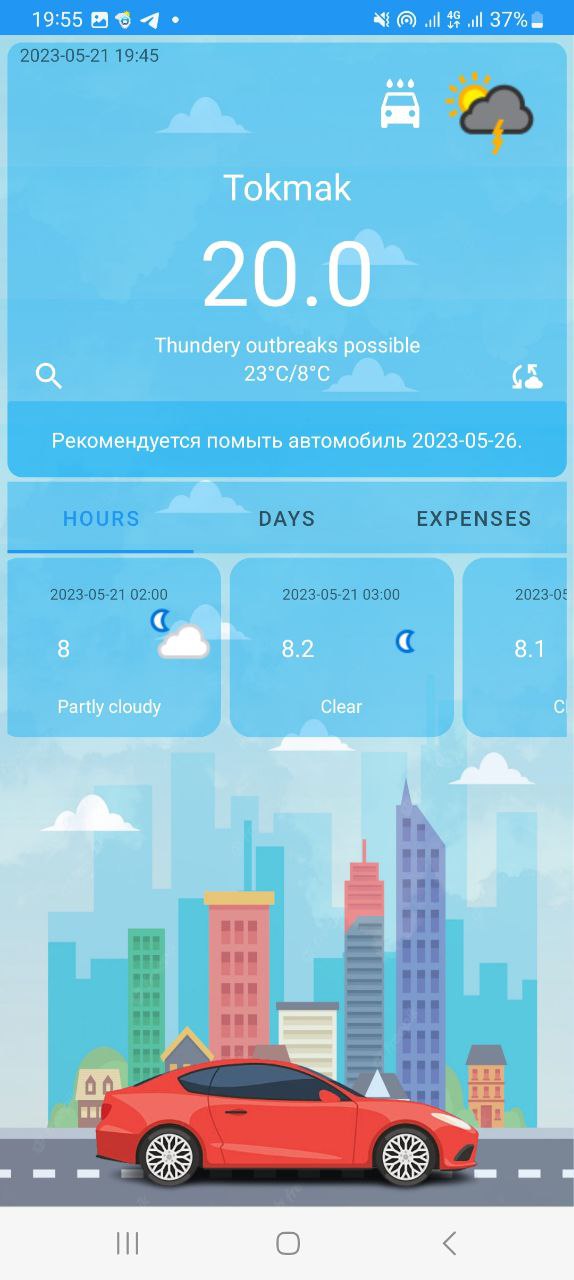 19:55
4G
37%
2023-05-21 19:45
Tokmak
20.0
Thundery outbreaks possible
23°C/8°C
Рекомендуется помыть автомобиль 2023-05-26.
HOURS DAYS EXPENSES
2023-05-21 02:00 2023-05-21 03:00 2023-05
8 8.2 8.1
Partly cloudy Clear C